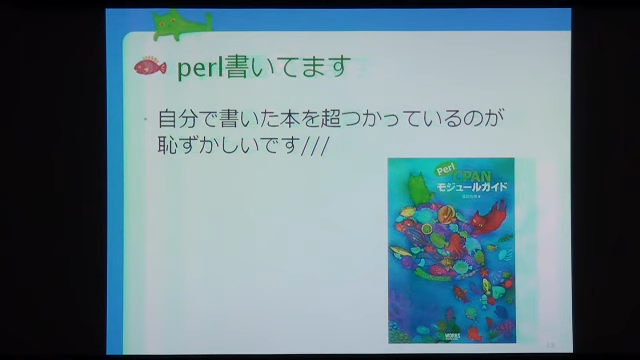 perl書いてます
自分で書いた本を超つかっているのが
恥ずかしいです///
Perl
CPAN
モジュールガイド
WORKS